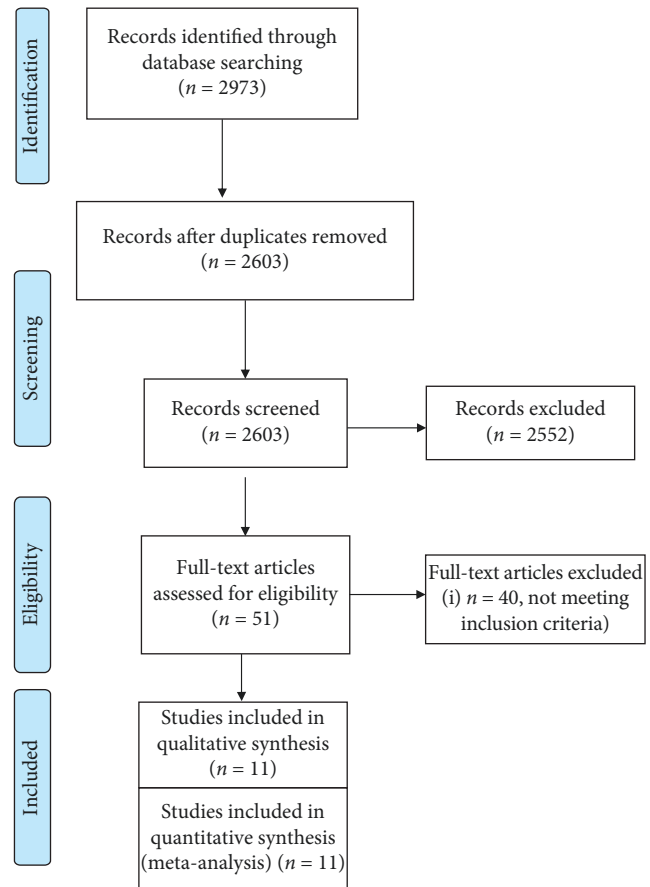 Identification
Records identified through
database searching
(n = 2973)
Records after duplicates removed
(n = 2603)
Screening
Records screened
(n = 2603)
Records excluded
(n = 2552)
Eligibility
Full-text articles
assessed for eligibility
(n = 51)
Full-text articles excluded
(i) n = 40, not meeting
inclusion criteria)
Included
Studies included in
qualitative synthesis
(n = 11)
Studies included in
quantitative synthesis
(meta-analysis) (n = 11)